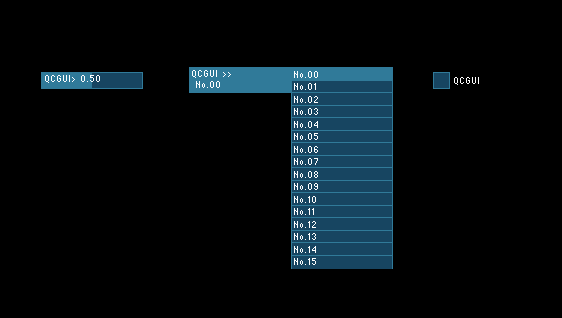 QCGUI> 0.50
QCGUI >>
No.00
No.00
No.01
No.02
No.03
No.04
No.05
No.06
No.07
No.08
No.09
No.10
No.11
No.12
No.13
No.14
No.15
QCGUI